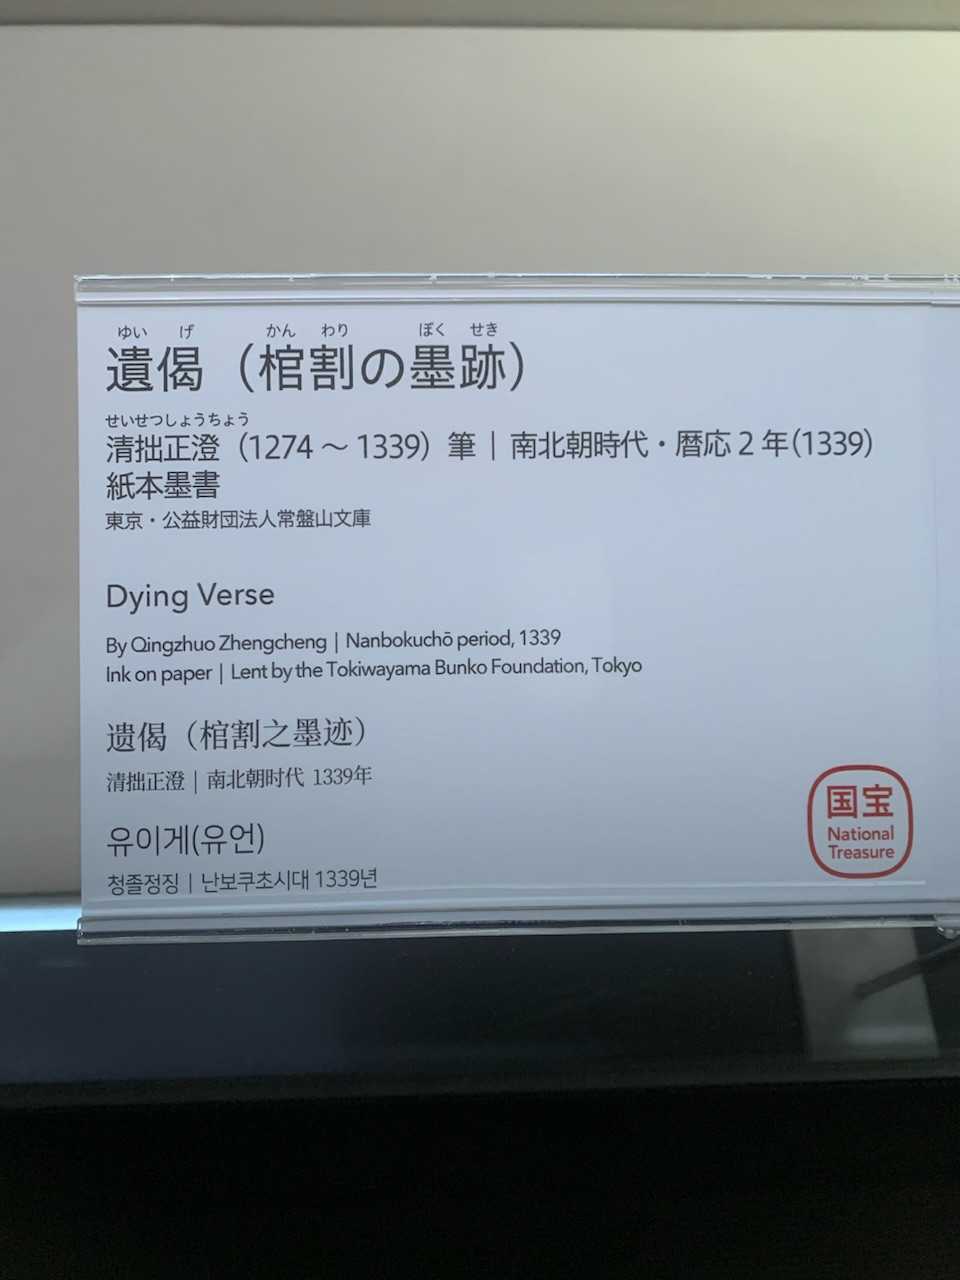 ゆい げ かん わり ぼく せき
遺偈（棺割の墨跡）
せいせつしょうちょう
清拙正澄（1274 ～ 1339）筆｜南北朝時代・暦応 2 年（1339）
紙本墨書
東京・公益財団法人常盤山文庫
Dying Verse
By Qingzhuo Zhengcheng | Nanbokuchō period, 1339
Ink on paper | Lent by the Tokiwayama Bunko Foundation, Tokyo
遗偈（棺割之墨迹）
清拙正澄 | 南北朝时代 1339年
유이게(유언)
청졸정징 | 난보쿠초시대 1339년
国宝
National
Treasure